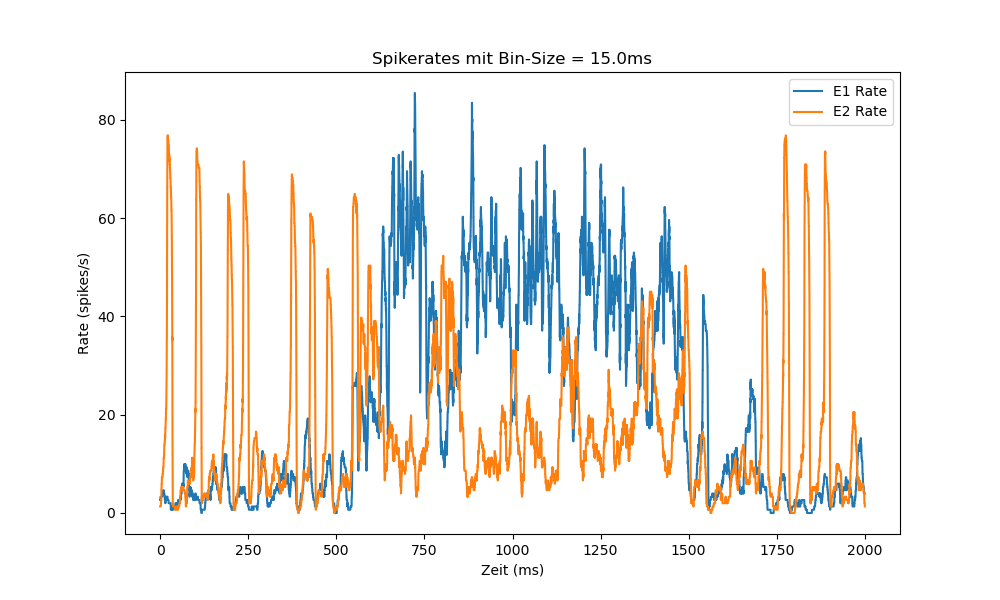 Spikerates mit Bin-Size = 15.0ms
E1 Rate
E2 Rate
Rate (spikes/s)
80
60
40
20
0
0 250 500 750 1000 1250 1500 1750 2000
Zeit (ms)